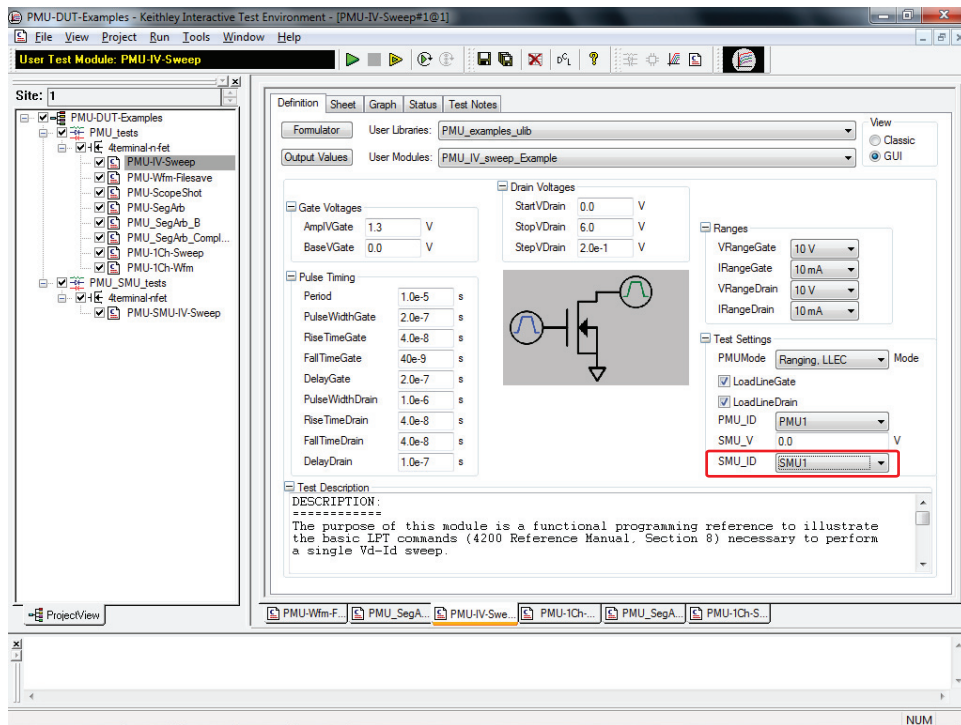 PMU-DUT-Examples - Keithley Interactive Test Environment - [PMU-IV-Sweep#1@1]
File View Project Run Tools Window Help
User Test Module: PMU-IV-Sweep
Site: 1
PMU-DUT-Examples
PMU_tests
4terminal-n-fet
PMU-IV-Sweep
PMU-Wfm-Filesave
PMU-ScopeShot
PMU-SegArb
PMU_SegArb_B
PMU_SegArb_Compl...
PMU-1Ch-Sweep
PMU-1Ch-Wfm
PMU_SMU_tests
4terminal-nfet
PMU-SMU-IV-Sweep
ProjectView
Definition Sheet Graph Status Test Notes
Formulator User Libraries: PMU_examples_ulib
Output Values User Modules: PMU_IV_sweep_Example
View
Classic
GUI
Gate Voltages
AmplVGate 1.3 V
BaseVGate 0.0 V
Drain Voltages
StartVDrain 0.0 V
StopVDrain 6.0 V
StepVDrain 2.0e-1 V
Pulse Timing
Period 1.0e-5 s
PulseWidthGate 2.0e-7 s
RiseTimeGate 4.0e-8 s
FallTimeGate 40e-9 s
DelayGate 2.0e-7 s
PulseWidthDrain 1.0e-6 s
RiseTimeDrain 4.0e-8 s
FallTimeDrain 4.0e-8 s
DelayDrain 1.0e-7 s
Ranges
VRangeGate 10 V
IRangeGate 10 mA
VRangeDrain 10 V
IRangeDrain 10 mA
Test Settings
PMUMode Ranging, LLEC Mode
LoadLineGate
LoadLineDrain
PMU_ID PMU1
SMU_V 0.0 V
SMU_ID SMU1
Test Description
DESCRIPTION:
============
The purpose of this module is a functional programming reference to illustrate
the basic LPT commands (4200 Reference Manual, Section 8) necessary to perform
a single Vd-Id sweep.
PMU-Wfm-F... PMU_SegA... PMU-IV-Swe... PMU-1Ch-... PMU_SegA... PMU-1Ch-S...
NUM